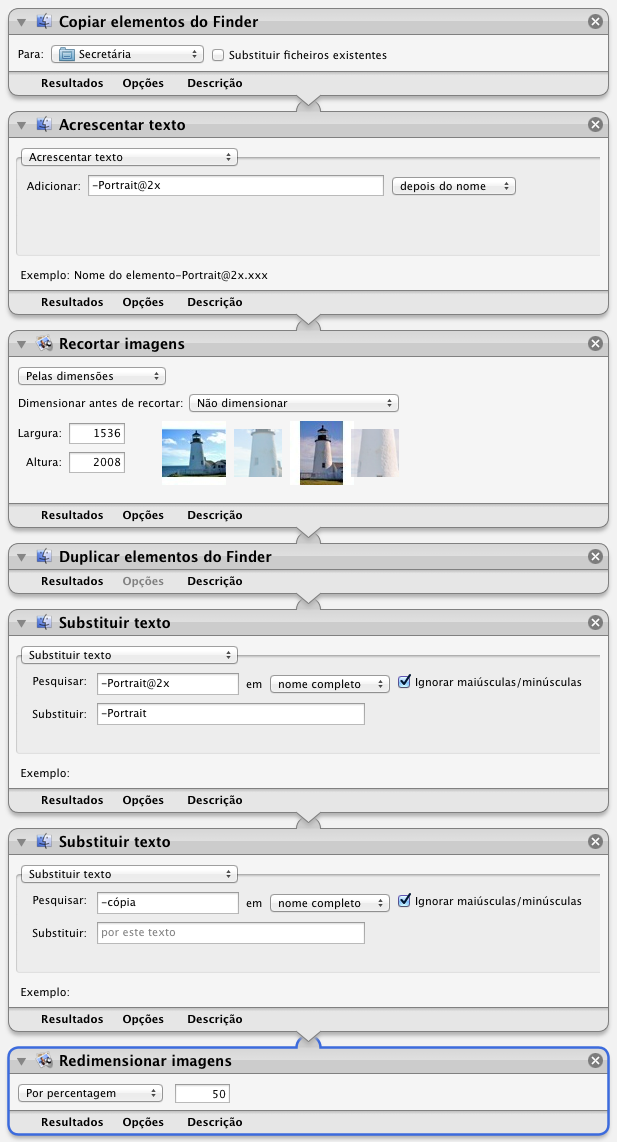 Copiar elementos do Finder
Para: Secretária Substituir ficheiros existentes
Resultados Opções Descrição
Acrescentar texto
Acrescentar texto
Adicionar: -Portrait@2x depois do nome
Exemplo: Nome do elemento-Portrait@2x.xxx
Resultados Opções Descrição
Recortar imagens
Pelas dimensões
Dimensionar antes de recortar: Não dimensionar
Largura: 1536
Altura: 2008
Resultados Opções Descrição
Duplicar elementos do Finder
Resultados Opções Descrição
Substituir texto
Substituir texto
Pesquisar: -Portrait@2x em nome completo Ignorar maiúsculas/minúsculas
Substituir: -Portrait
Exemplo:
Resultados Opções Descrição
Substituir texto
Substituir texto
Pesquisar: -cópia em nome completo Ignorar maiúsculas/minúsculas
Substituir: por este texto
Exemplo:
Resultados Opções Descrição
Redimensionar imagens
Por percentagem 50
Resultados Opções Descrição